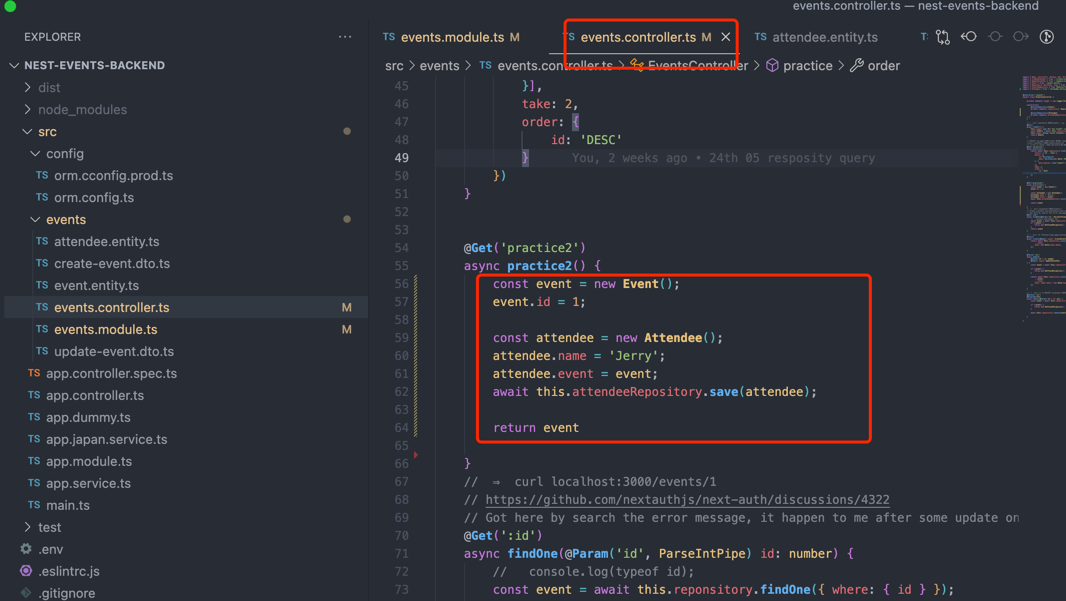 events.controller.ts — nest-events-backend
EXPLORER ···
TS events.module.ts M TS events.controller.ts M × TS attendee.entity.ts
src > events > TS events.controller.ts > EventsController > practice > order
NEST-EVENTS-BACKEND
dist
node_modules
src
config
TS orm.cconfig.prod.ts
TS orm.config.ts
events
TS attendee.entity.ts
TS create-event.dto.ts
TS event.entity.ts
TS events.controller.ts M
TS events.module.ts M
TS update-event.dto.ts
TS app.controller.spec.ts
TS app.controller.ts
TS app.dummy.ts
TS app.japan.service.ts
TS app.module.ts
TS app.service.ts
TS main.ts
test
.env
.eslintrc.js
.gitignore
45 }],
46 take: 2,
47 order: {
48 id: 'DESC'
49 } You, 2 weeks ago • 24th 05 resposity query
50 })
51 }
52
53
54 @Get('practice2')
55 async practice2() {
56 const event = new Event();
57 event.id = 1;
58
59 const attendee = new Attendee();
60 attendee.name = 'Jerry';
61 attendee.event = event;
62 await this.attendeeRepository.save(attendee);
63
64 return event
65
66 }
67 // ⇒ curl localhost:3000/events/1
68 // https://github.com/nextauthjs/next-auth/discussions/4322
69 // Got here by search the error message, it happen to me after some update on
70 @Get(':id')
71 async findOne(@Param('id', ParseIntPipe) id: number) {
72 // console.log(typeof id);
73 const event = await this.reponsitory.findOne({ where: { id } });